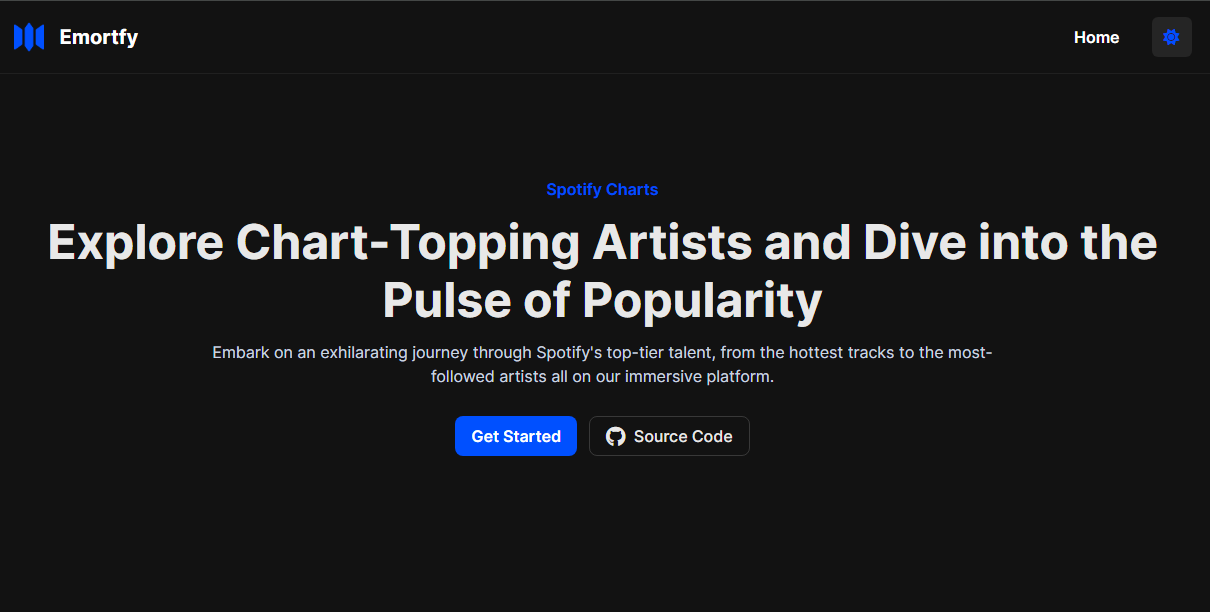 Emortfy
Home
Spotify Charts
Explore Chart-Topping Artists and Dive into the
Pulse of Popularity
Embark on an exhilarating journey through Spotify's top-tier talent, from the hottest tracks to the most-
followed artists all on our immersive platform.
Get Started
Source Code